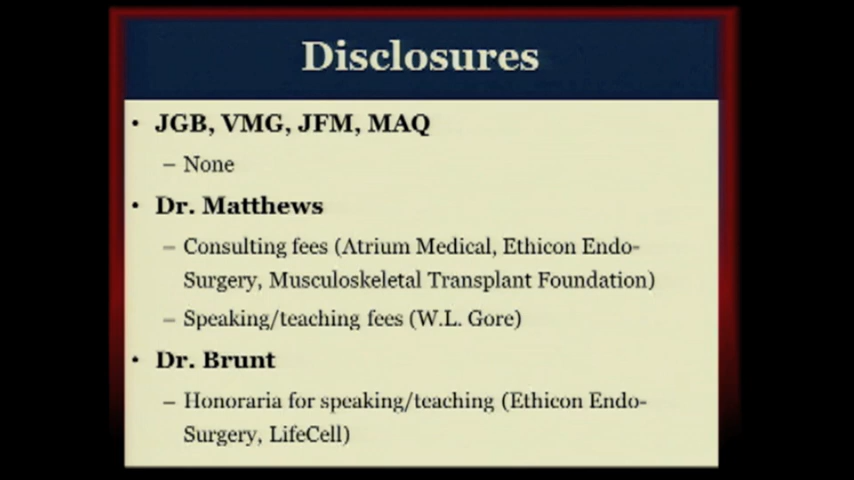 Disclosures
• JGB, VMG, JFM, MAQ
– None
• Dr. Matthews
– Consulting fees (Atrium Medical, Ethicon Endo-
Surgery, Musculoskeletal Transplant Foundation)
– Speaking/teaching fees (W.L. Gore)
• Dr. Brunt
– Honoraria for speaking/teaching (Ethicon Endo-
Surgery, LifeCell)